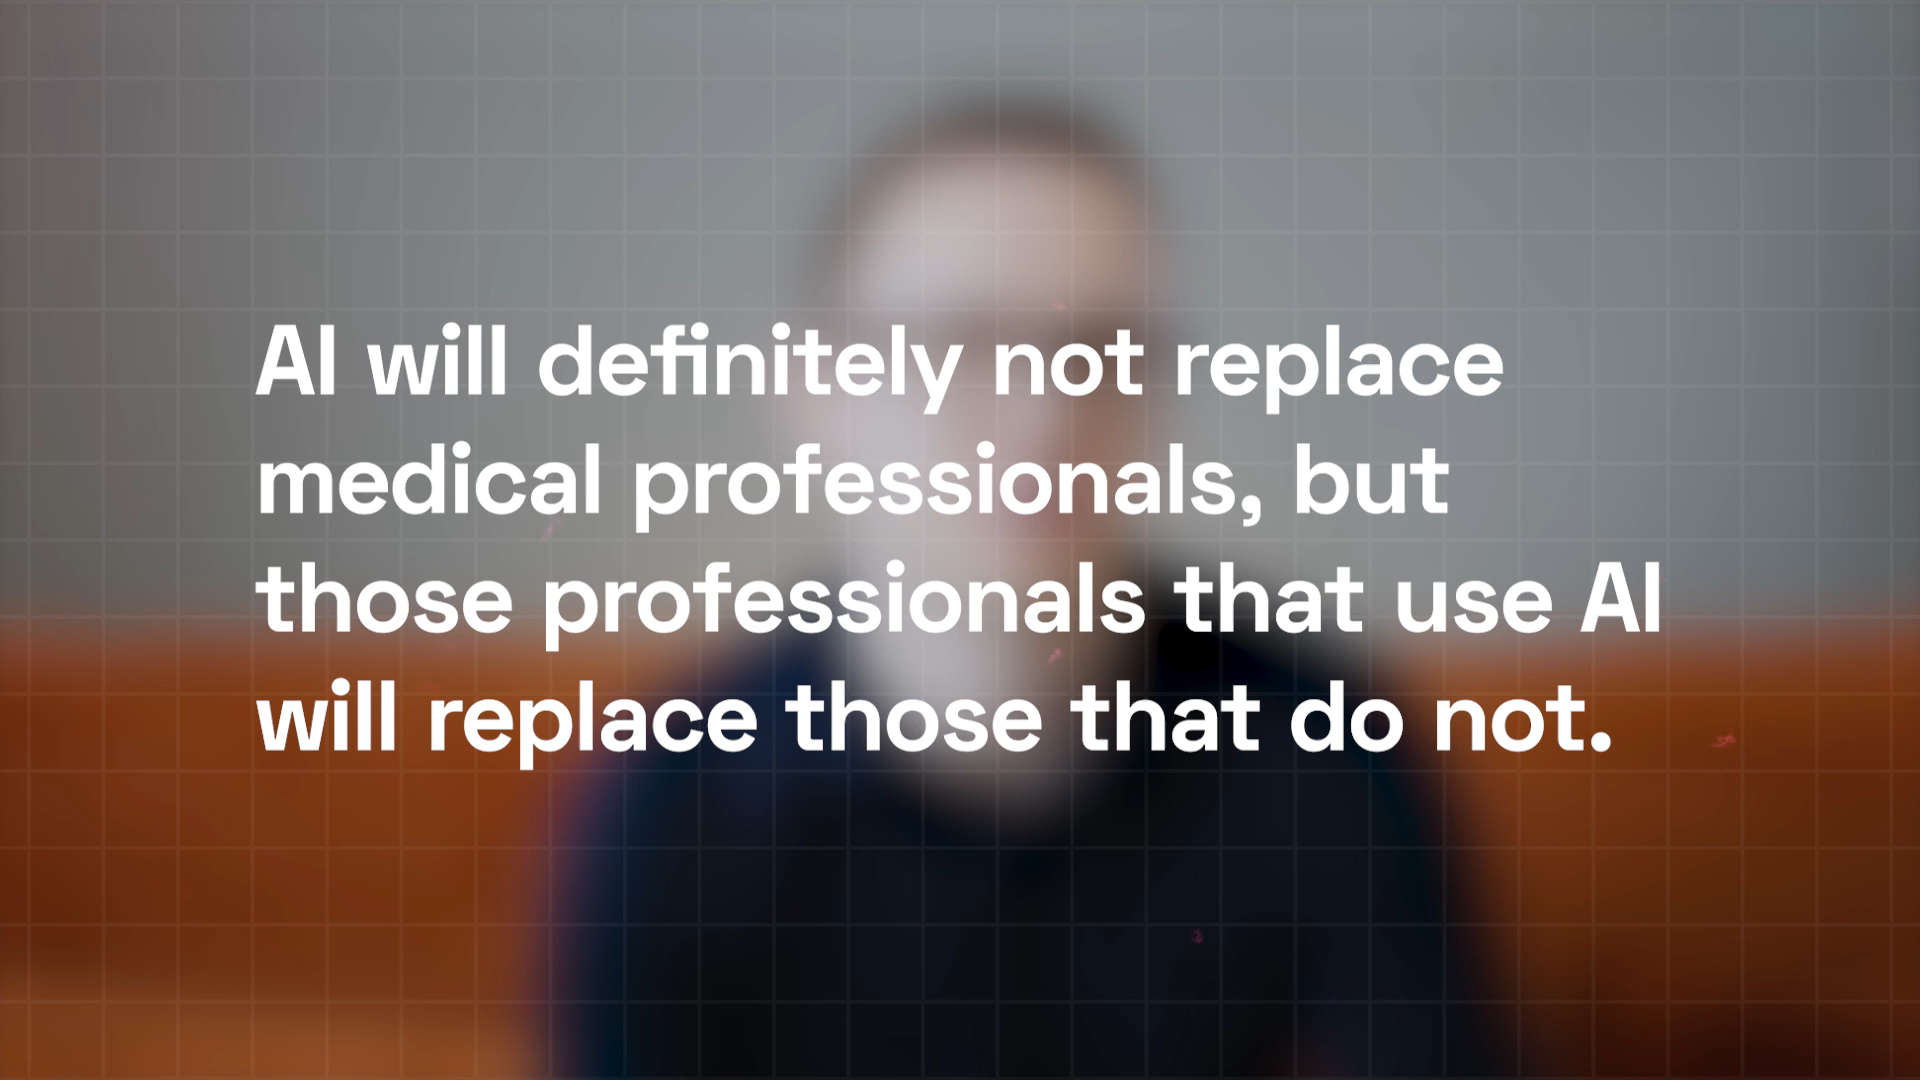 AI will definitely not replace
medical professionals, but
those professionals that use AI
will replace those that do not.